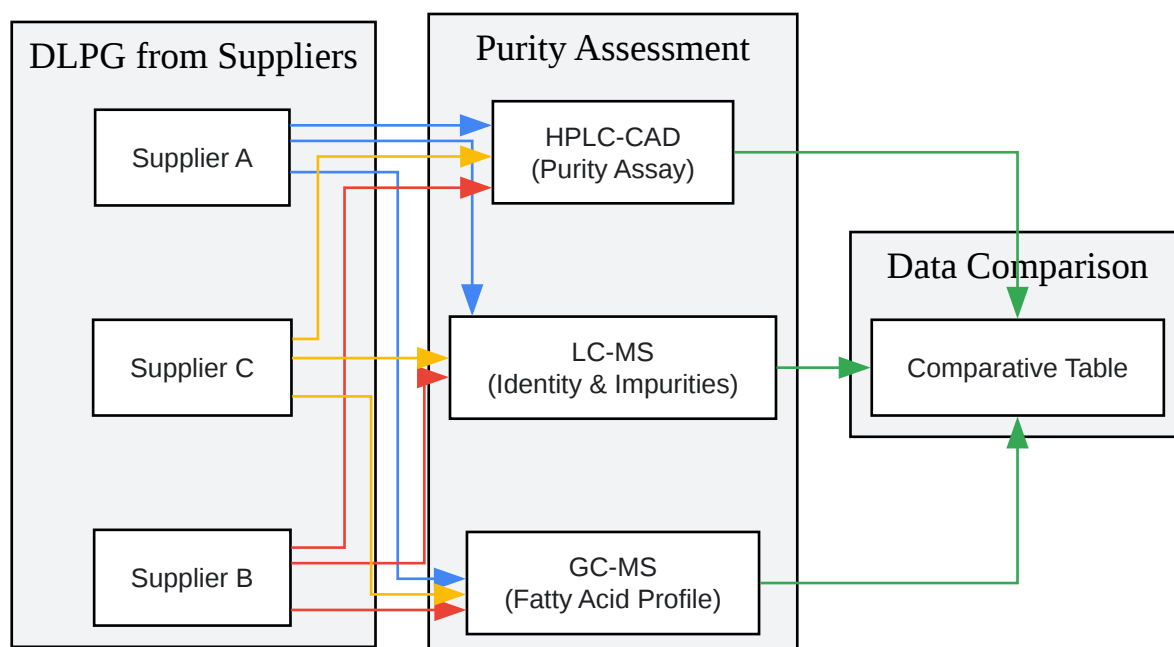 DLPG from Suppliers
Supplier A
Supplier C
Supplier B
Purity Assessment
HPLC-CAD
(Purity Assay)
LC-MS
(Identity & Impurities)
GC-MS
(Fatty Acid Profile)
Data Comparison
Comparative Table